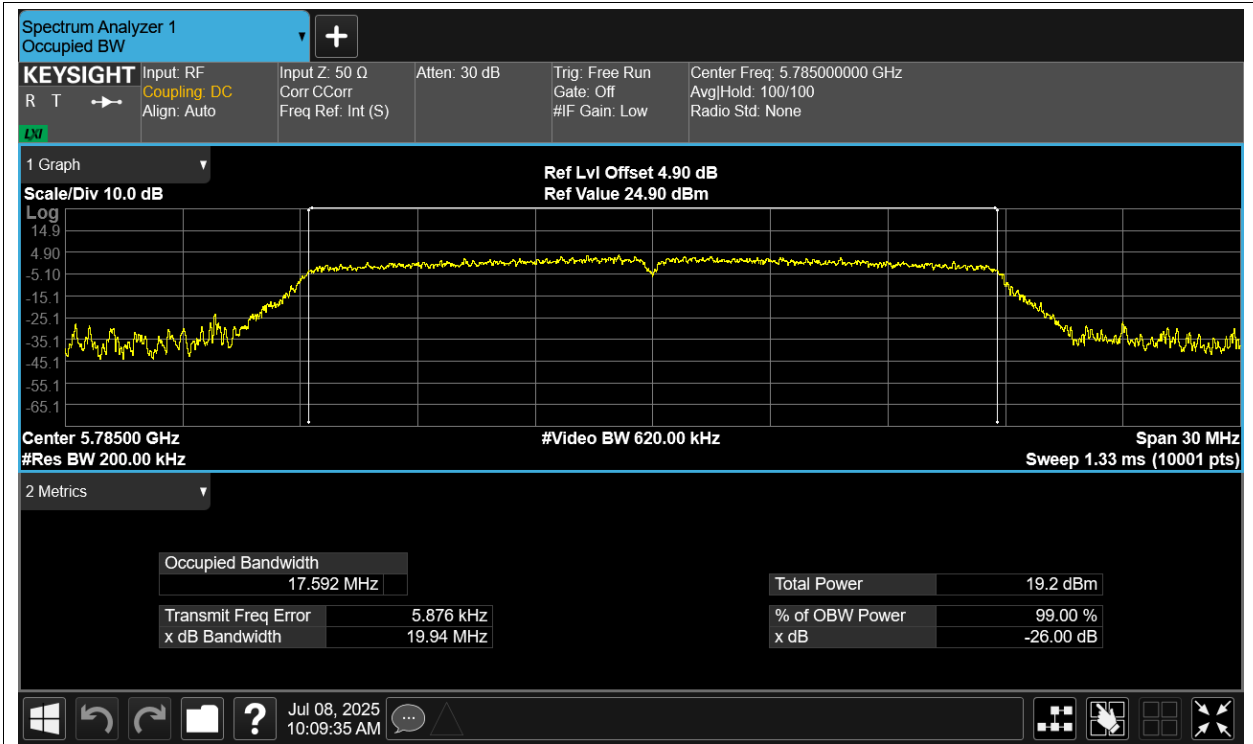 Spectrum Analyzer 1
Occupied BW
+
KEYSIGHT
R T
LXI
Input: RF
Coupling: DC
Align: Auto
Input Z: 50 Ω
Corr CCorr
Freq Ref: Int (S)
Atten: 30 dB
Trig: Free Run
Gate: Off
#IF Gain: Low
Center Freq: 5.785000000 GHz
Avg|Hold: 100/100
Radio Std: None
1 Graph
Scale/Div 10.0 dB
Ref Lvl Offset 4.90 dB
Ref Value 24.90 dBm
Log
14.9
4.90
-5.10
-15.1
-25.1
-35.1
-45.1
-55.1
-65.1
Center 5.78500 GHz
#Video BW 620.00 kHz
Span 30 MHz
#Res BW 200.00 kHz
Sweep 1.33 ms (10001 pts)
2 Metrics
Occupied Bandwidth
17.592 MHz
Total Power 19.2 dBm
Transmit Freq Error 5.876 kHz
% of OBW Power 99.00 %
x dB Bandwidth 19.94 MHz
x dB -26.00 dB
?
Jul 08, 2025
10:09:35 AM